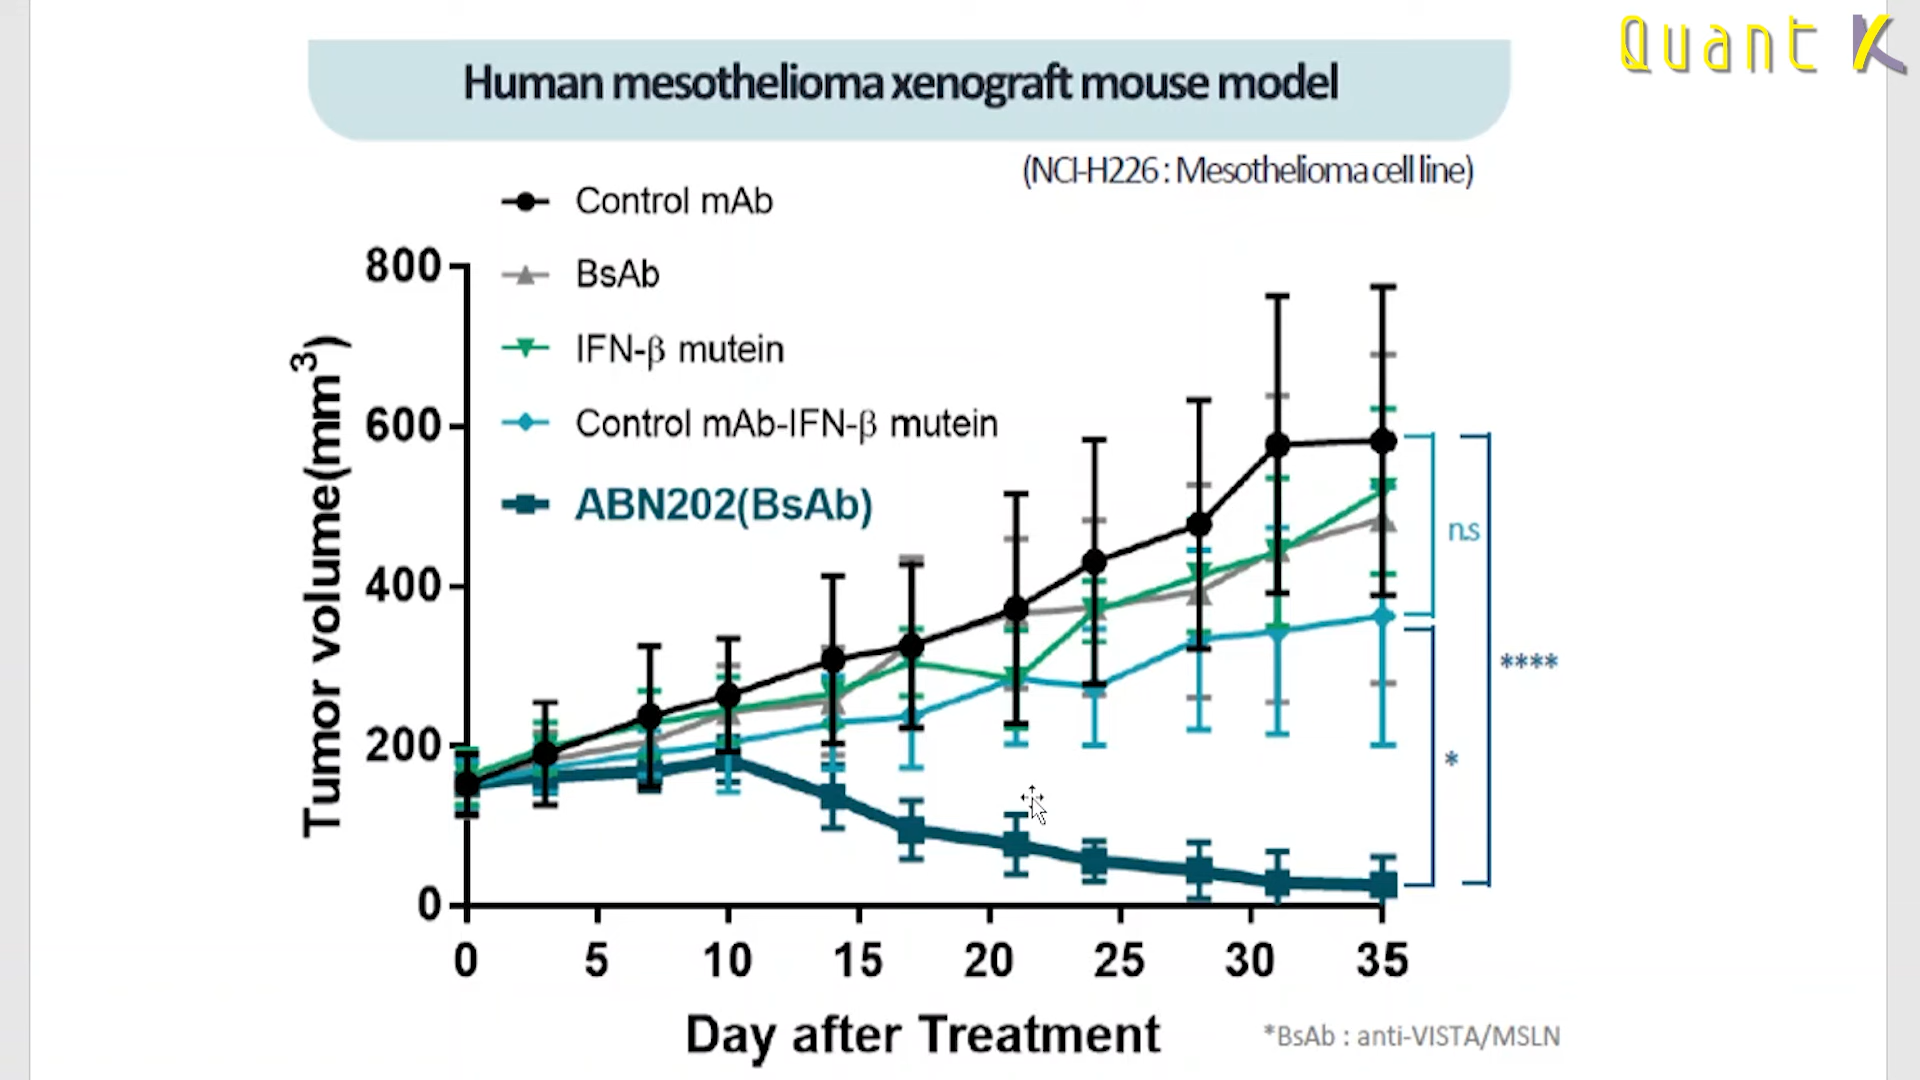 Quant K
Human mesothelioma xenograft mouse model
(NCI-H226 : Mesothelioma cell line)
Control mAb
BsAb
IFN-β mutein
Control mAb-IFN-β mutein
ABN202(BsAb)
Tumor volume(mm³)
800
600
400
200
0
n.s
****
*
0 5 10 15 20 25 30 35
Day after Treatment
*BsAb : anti-VISTA/MSLN